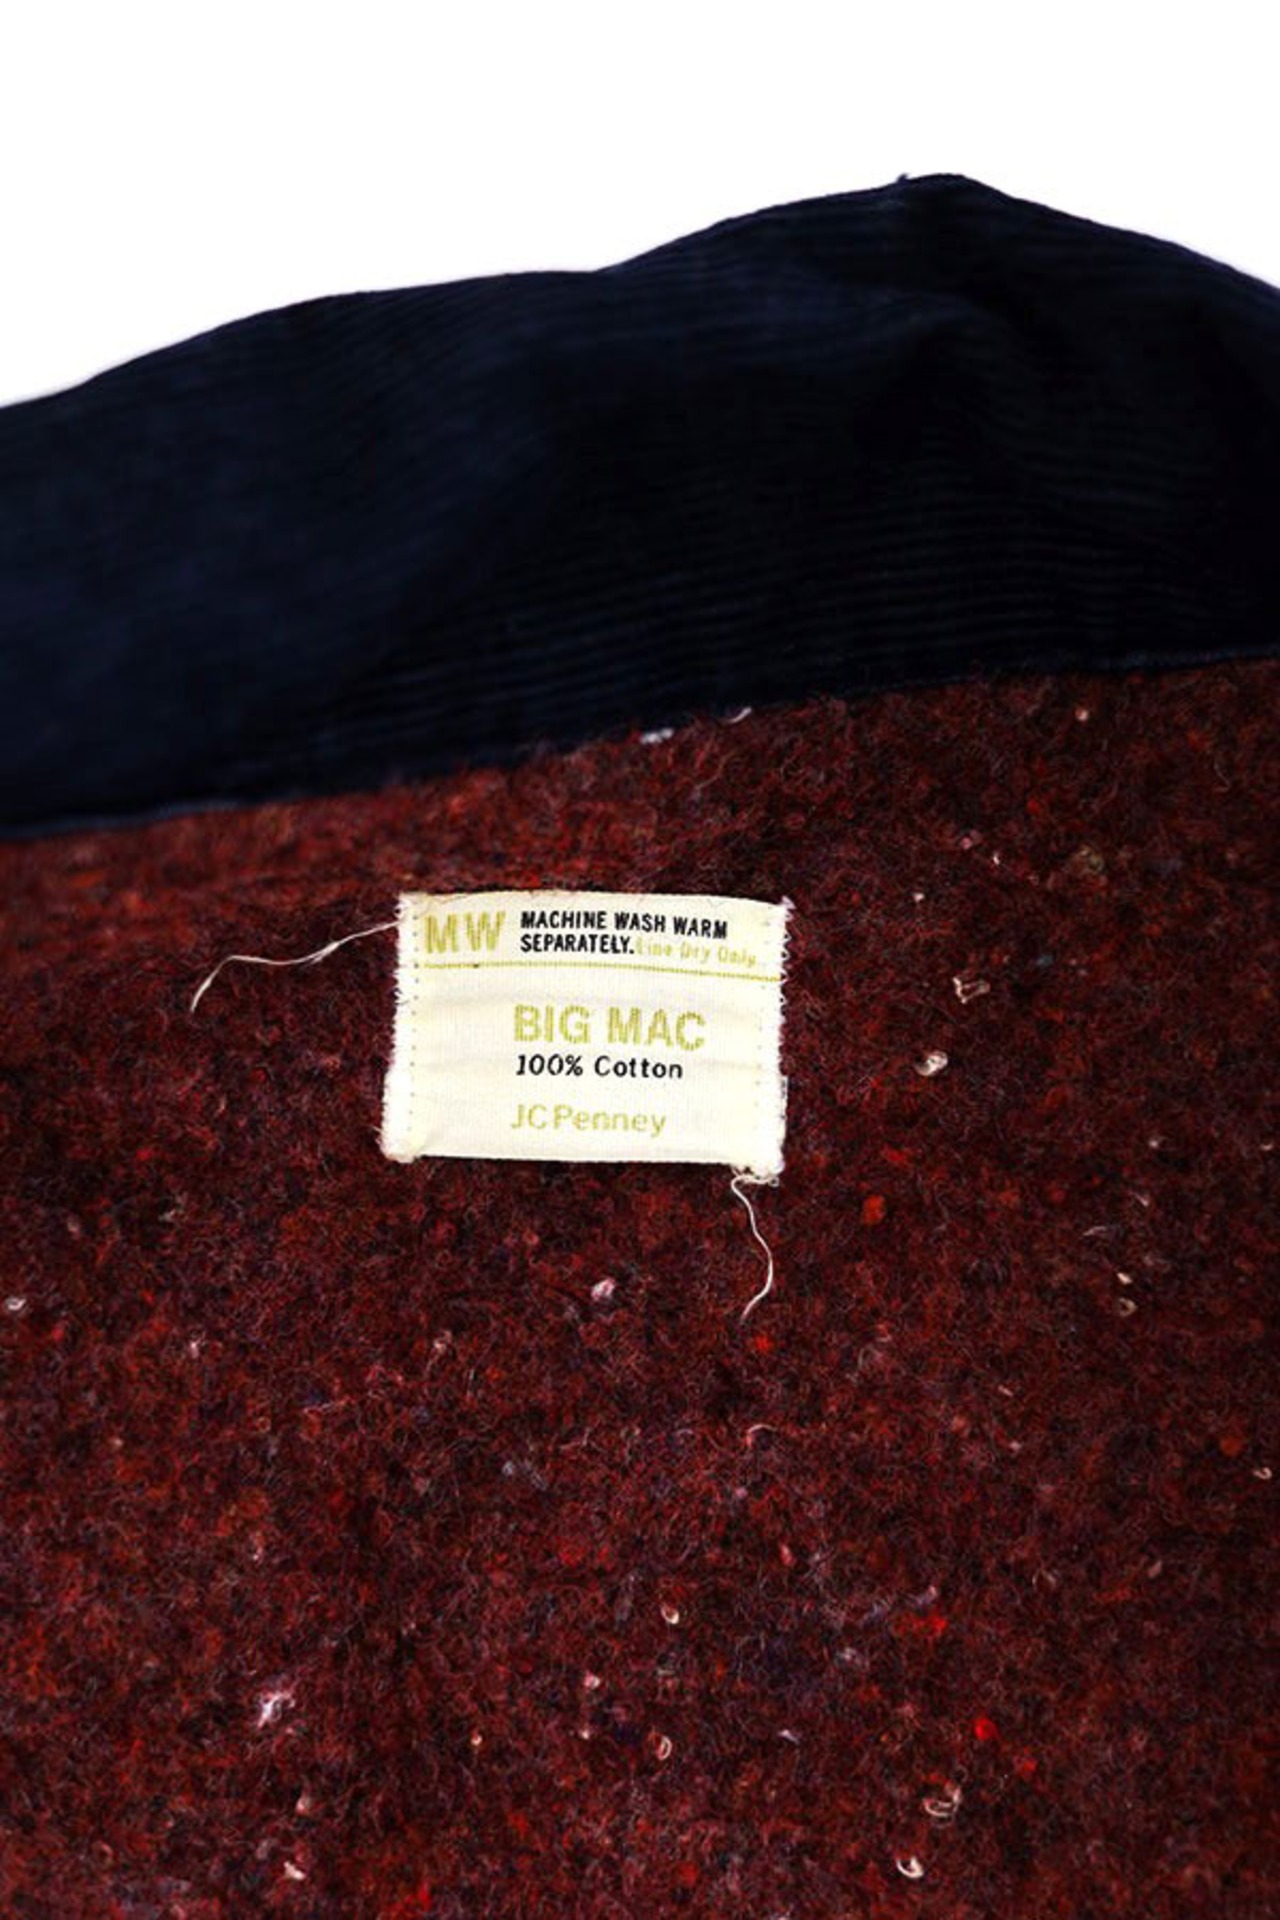 MW MACHINE WASH WARM
SEPARATELY. Line Dry Only
BIG MAC
100% Cotton
JCPenney